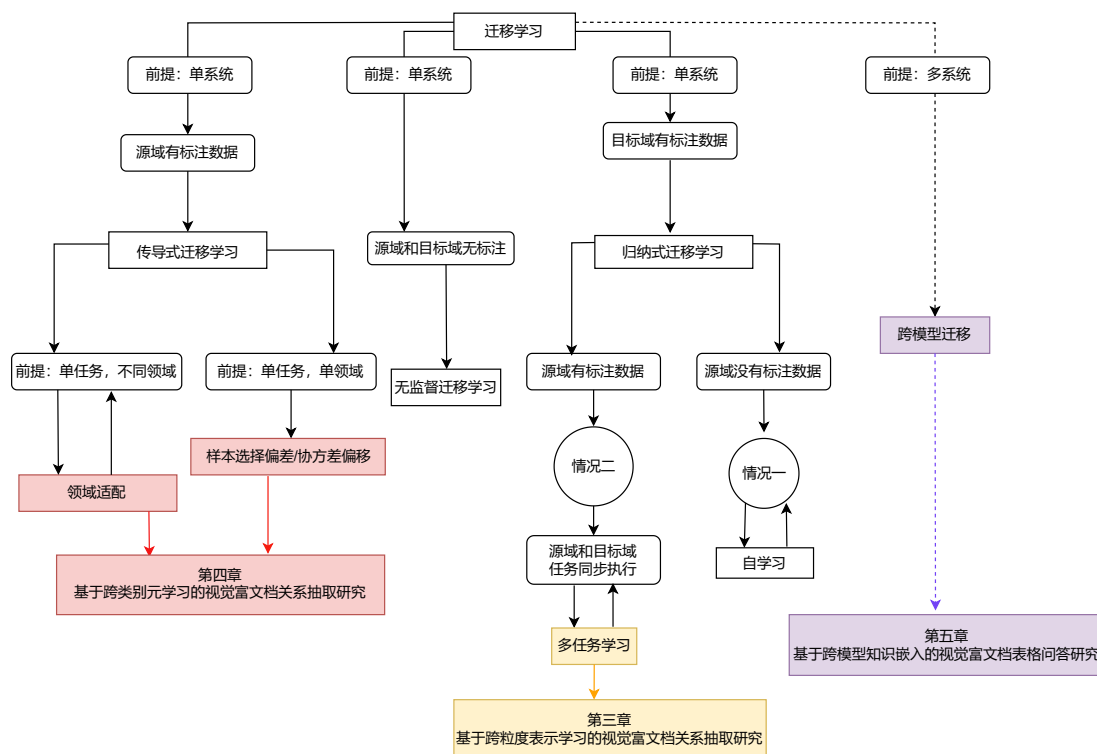 迁移学习
前提：单系统
前提：单系统
前提：单系统
前提：多系统
源域有标注数据
目标域有标注数据
传导式迁移学习
源域和目标域无标注
归纳式迁移学习
跨模型迁移
前提：单任务，不同领域
前提：单任务，单领域
无监督迁移学习
源域有标注数据
源域没有标注数据
样本选择偏差/协方差偏移
情况二
情况一
领域适配
源域和目标域
任务同步执行
自学习
第四章
基于跨类别元学习的视觉富文档关系抽取研究
多任务学习
第五章
基于跨模型知识嵌入的视觉富文档表格问答研究
第三章
基于跨粒度表示学习的视觉富文档关系抽取研究